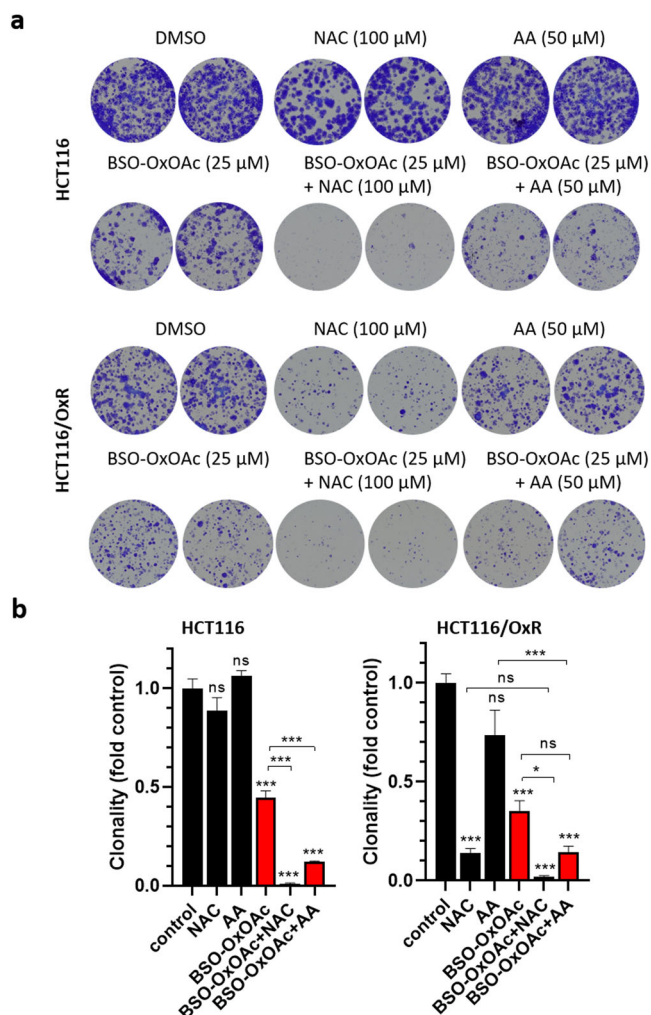 a
DMSO NAC (100 µM) AA (50 µM)
HCT116
BSO-OxOAc (25 µM) BSO-OxOAc (25 µM) BSO-OxOAc (25 µM)
+ NAC (100 µM) + AA (50 µM)
DMSO NAC (100 µM) AA (50 µM)
HCT116/OxR
BSO-OxOAc (25 µM) BSO-OxOAc (25 µM) BSO-OxOAc (25 µM)
+ NAC (100 µM) + AA (50 µM)
b
HCT116
Clonality (fold control)
1.0
0.5
0.0
ns
ns
***
***
***
***
***
control
NAC
AA
BSO-OxOAc
BSO-OxOAc+NAC
BSO-OxOAc+AA
HCT116/OxR
Clonality (fold control)
1.0
0.5
0.0
***
ns
ns
ns
*
***
***
***
***
control
NAC
AA
BSO-OxOAc
BSO-OxOAc+NAC
BSO-OxOAc+AA